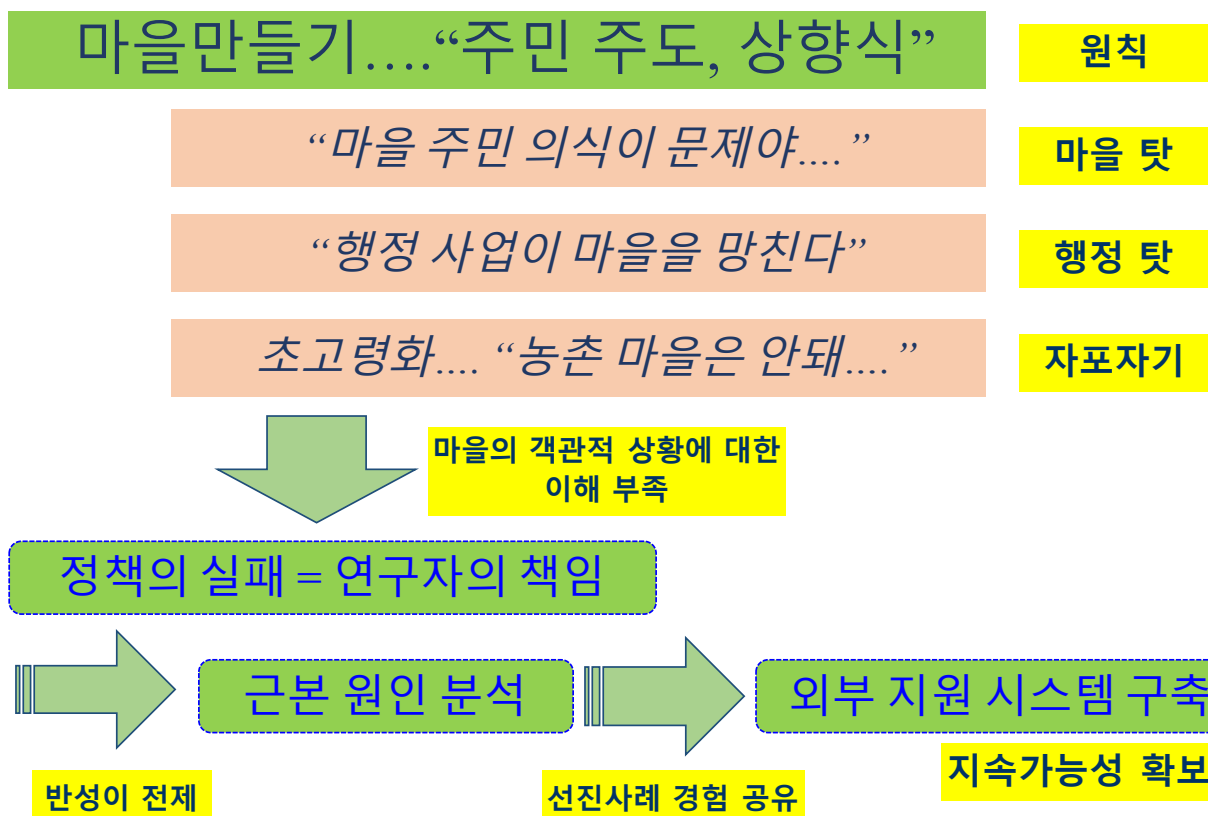 마을만들기....“주민 주도, 상향식”
원칙
“마을 주민 의식이 문제야....”
마을 탓
“행정 사업이 마을을 망친다”
행정 탓
초고령화.... “농촌 마을은 안돼....”
자포자기
마을의 객관적 상황에 대한
이해 부족
정책의 실패 = 연구자의 책임
근본 원인 분석
외부 지원 시스템 구축
지속가능성 확보
반성이 전제
선진사례 경험 공유